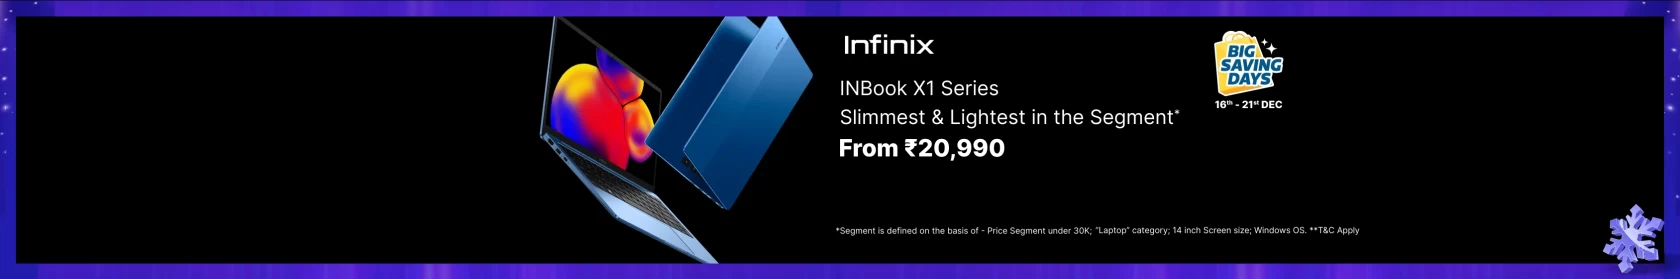 Infinix
INBook X1 Series
Slimmest & Lightest in the Segment*
From ₹20,990
BIG
SAVING
DAYS
16th - 21st DEC
*Segment is defined on the basis of - Price Segment under 30K; "Laptop" category; 14 inch Screen size; Windows OS. **T&C Apply